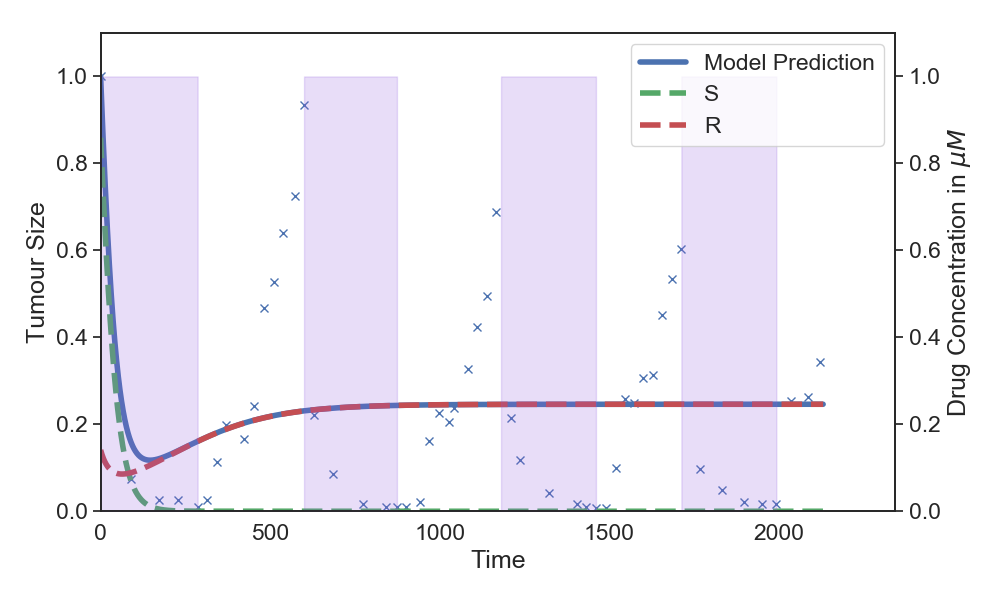 Model Prediction
S
R
1.0
0.8
0.6
0.4
0.2
0.0
Tumour Size
1.0
0.8
0.6
0.4
0.2
0.0
Drug Concentration in μM
0
500
1000
1500
2000
Time